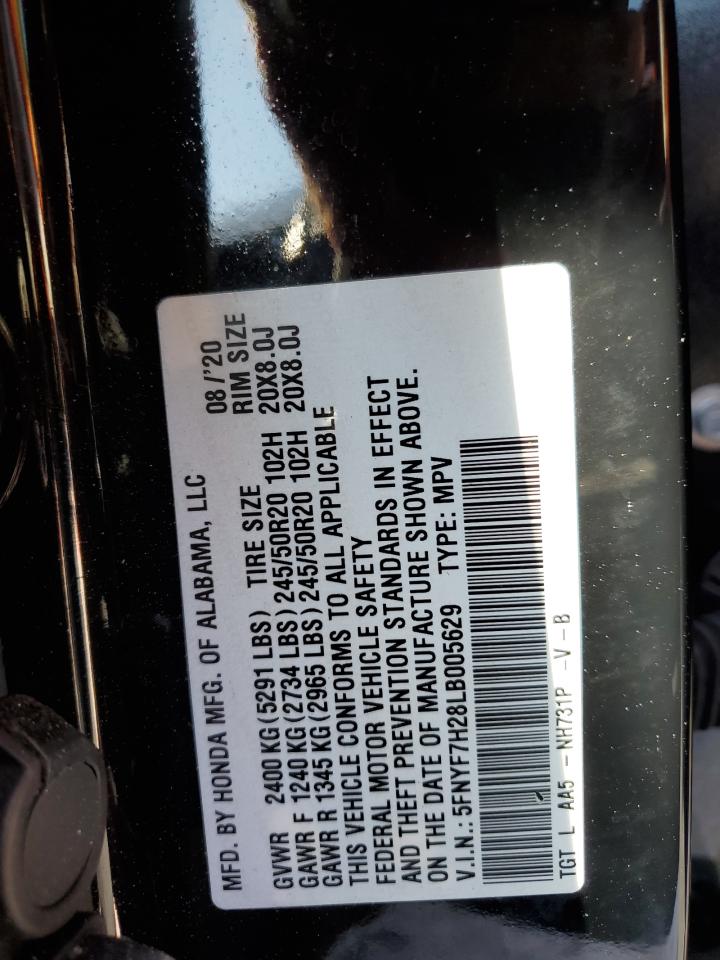 MFD. BY HONDA MFG. OF ALABAMA, LLC 08/'20
TIRE SIZE RIM SIZE
GVWR 2400 KG(5291 LBS)
GAWR F 1240 KG(2734 LBS) 245/50R20 102H 20X8.0J
GAWR R 1345 KG(2965 LBS) 245/50R20 102H 20X8.0J
THIS VEHICLE CONFORMS TO ALL APPLICABLE
FEDERAL MOTOR VEHICLE SAFETY
AND THEFT PREVENTION STANDARDS IN EFFECT
ON THE DATE OF MANUFACTURE SHOWN ABOVE.
V.I.N.: 5FNYF7H28LB005629 TYPE: MPV
TGT L AA5 -NH731P -V-B